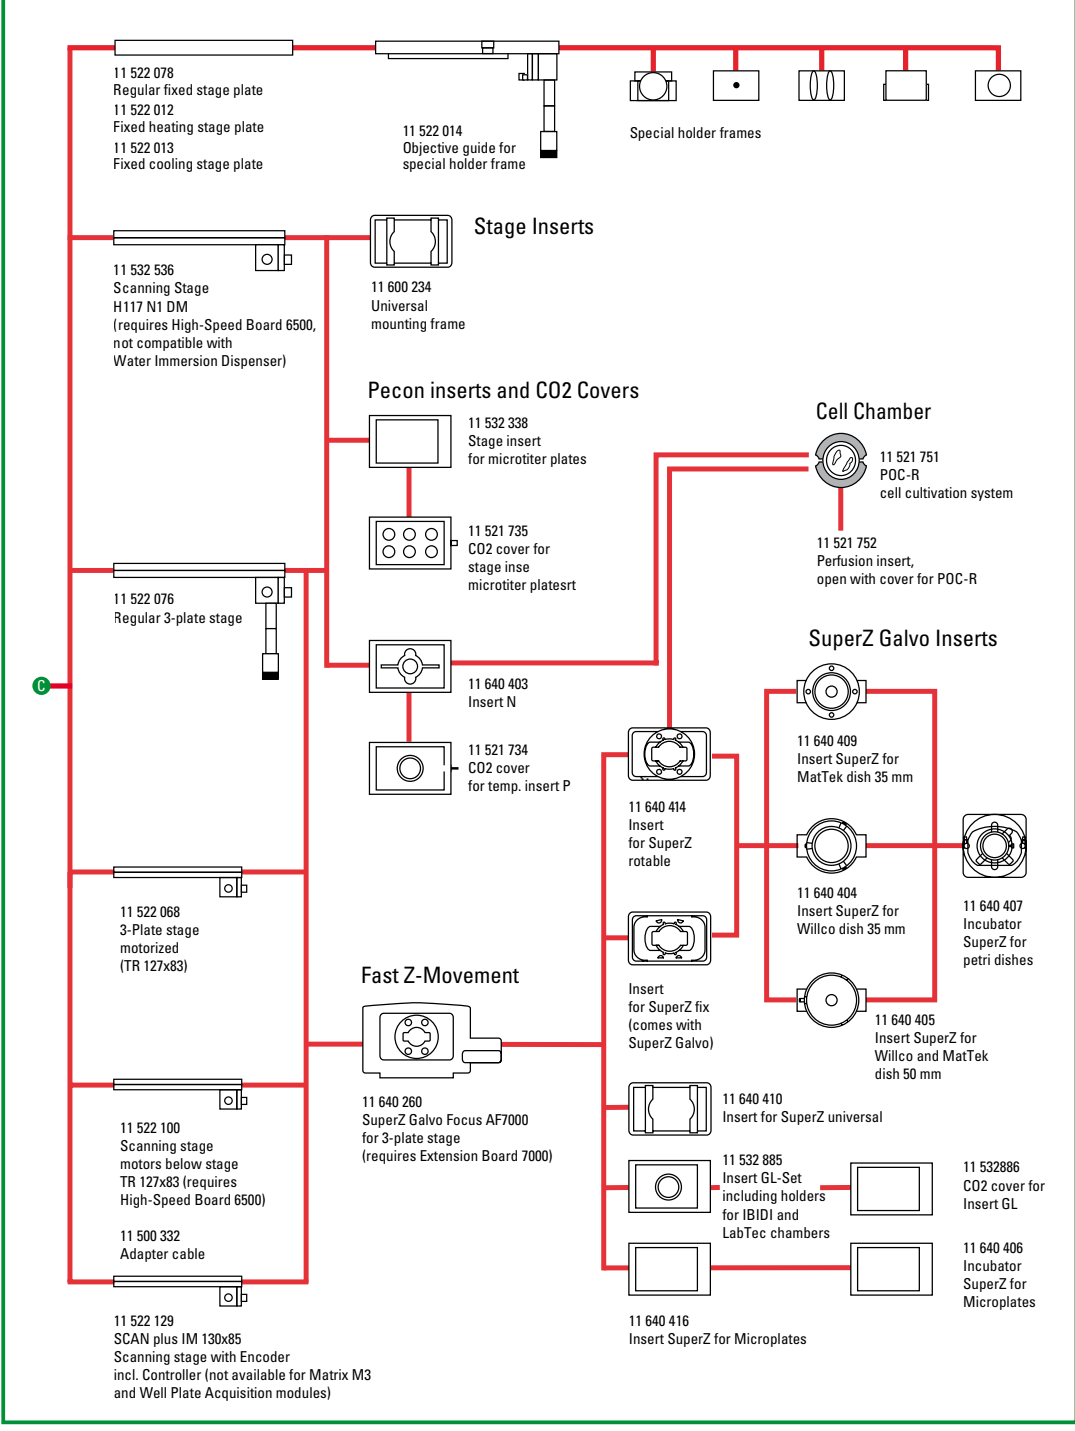 11 522 078
Regular fixed stage plate
11 522 012
Fixed heating stage plate
11 522 013
Fixed cooling stage plate
11 522 014
Objective guide for
special holder frame
Special holder frames
11 532 536
Scanning Stage
H117 N1 DM
(requires High-Speed Board 6500,
not compatible with
Water Immersion Dispenser)
Stage Inserts
11 600 234
Universal
mounting frame
Pecon inserts and CO2 Covers
11 532 338
Stage insert
for microtiter plates
11 521 735
CO2 cover for
stage inse
microtiter platesrt
Cell Chamber
11 521 751
POC-R
cell cultivation system
11 521 752
Perfusion insert,
open with cover for POC-R
11 522 076
Regular 3-plate stage
C
11 640 403
Insert N
11 521 734
CO2 cover
for temp. insert P
SuperZ Galvo Inserts
11 640 409
Insert SuperZ for
MatTek dish 35 mm
11 640 414
Insert
for SuperZ
rotable
11 640 404
Insert SuperZ for
Willco dish 35 mm
11 640 407
Incubator
SuperZ for
petri dishes
11 522 068
3-Plate stage
motorized
(TR 127x83)
Fast Z-Movement
Insert
for SuperZ fix
(comes with
SuperZ Galvo)
11 640 405
Insert SuperZ for
Willco and MatTek
dish 50 mm
11 640 260
SuperZ Galvo Focus AF7000
for 3-plate stage
(requires Extension Board 7000)
11 640 410
Insert for SuperZ universal
11 522 100
Scanning stage
motors below stage
TR 127x83 (requires
High-Speed Board 6500)
11 532 885
Insert GL-Set
including holders
for IBIDI and
LabTec chambers
11 532886
CO2 cover for
Insert GL
11 500 332
Adapter cable
11 640 406
Incubator
SuperZ for
Microplates
11 640 416
Insert SuperZ for Microplates
11 522 129
SCAN plus IM 130x85
Scanning stage with Encoder
incl. Controller (not available for Matrix M3
and Well Plate Acquisition modules)